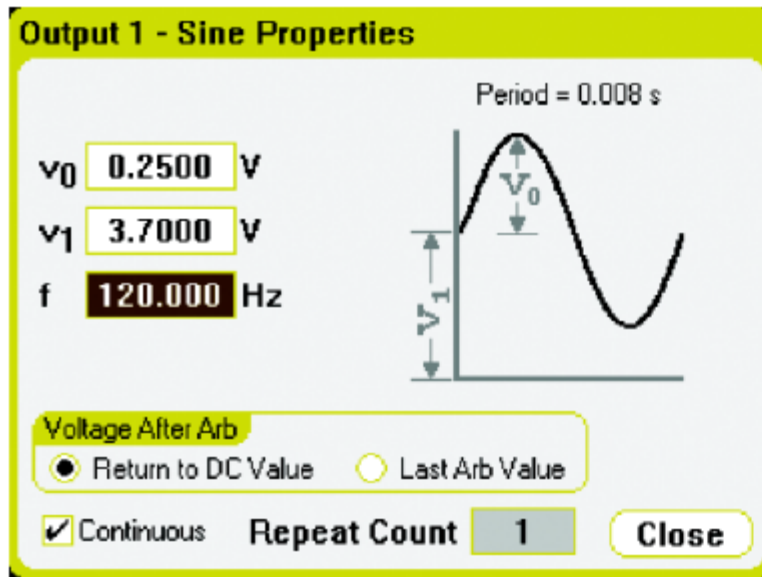 Output 1 - Sine Properties
Period = 0.008 s
v0 0.2500 V
v1 3.7000 V
f 120.000 Hz
V0
V1
Voltage After Arb
Return to DC Value Last Arb Value
Continuous Repeat Count 1 Close